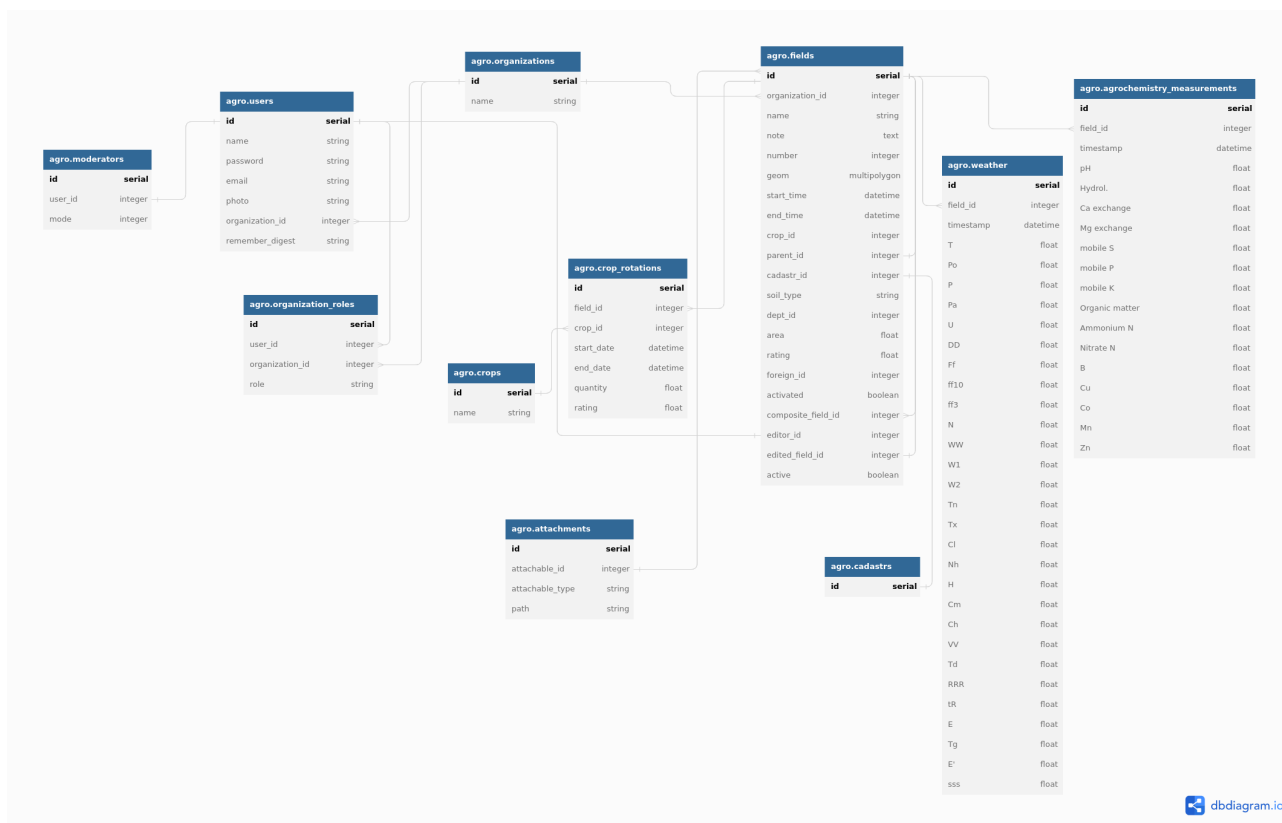 agro.organizations
id serial
name string
agro.users
id serial
name string
password string
email string
photo string
organization_id integer
remember_digest string
agro.moderators
id serial
user_id integer
mode integer
agro.organization_roles
id serial
user_id integer
organization_id integer
role string
agro.crops
id serial
name string
agro.crop_rotations
id serial
field_id integer
crop_id integer
start_date datetime
end_date datetime
quantity float
rating float
agro.attachments
id serial
attachable_id integer
attachable_type string
path string
agro.fields
id serial
organization_id integer
name string
note text
number integer
geom multipolygon
start_time datetime
end_time datetime
crop_id integer
parent_id integer
cadastr_id integer
soil_type string
dept_id integer
area float
rating float
foreign_id integer
activated boolean
composite_field_id integer
editor_id integer
edited_field_id integer
active boolean
agro.cadastrs
id serial
agro.weather
id serial
field_id integer
timestamp datetime
T float
Po float
P float
Pa float
U float
DD float
Ff float
ff10 float
ff3 float
N float
WW float
W1 float
W2 float
Tn float
Tx float
Cl float
Nh float
H float
Cm float
Ch float
VV float
Td float
RRR float
tR float
E float
Tg float
E' float
sss float
agro.agrochemistry_measurements
id serial
field_id integer
timestamp datetime
pH float
Hydrol. float
Ca exchange float
Mg exchange float
mobile S float
mobile P float
mobile K float
Organic matter float
Ammonium N float
Nitrate N float
B float
Cu float
Co float
Mn float
Zn float
dbdiagram.io